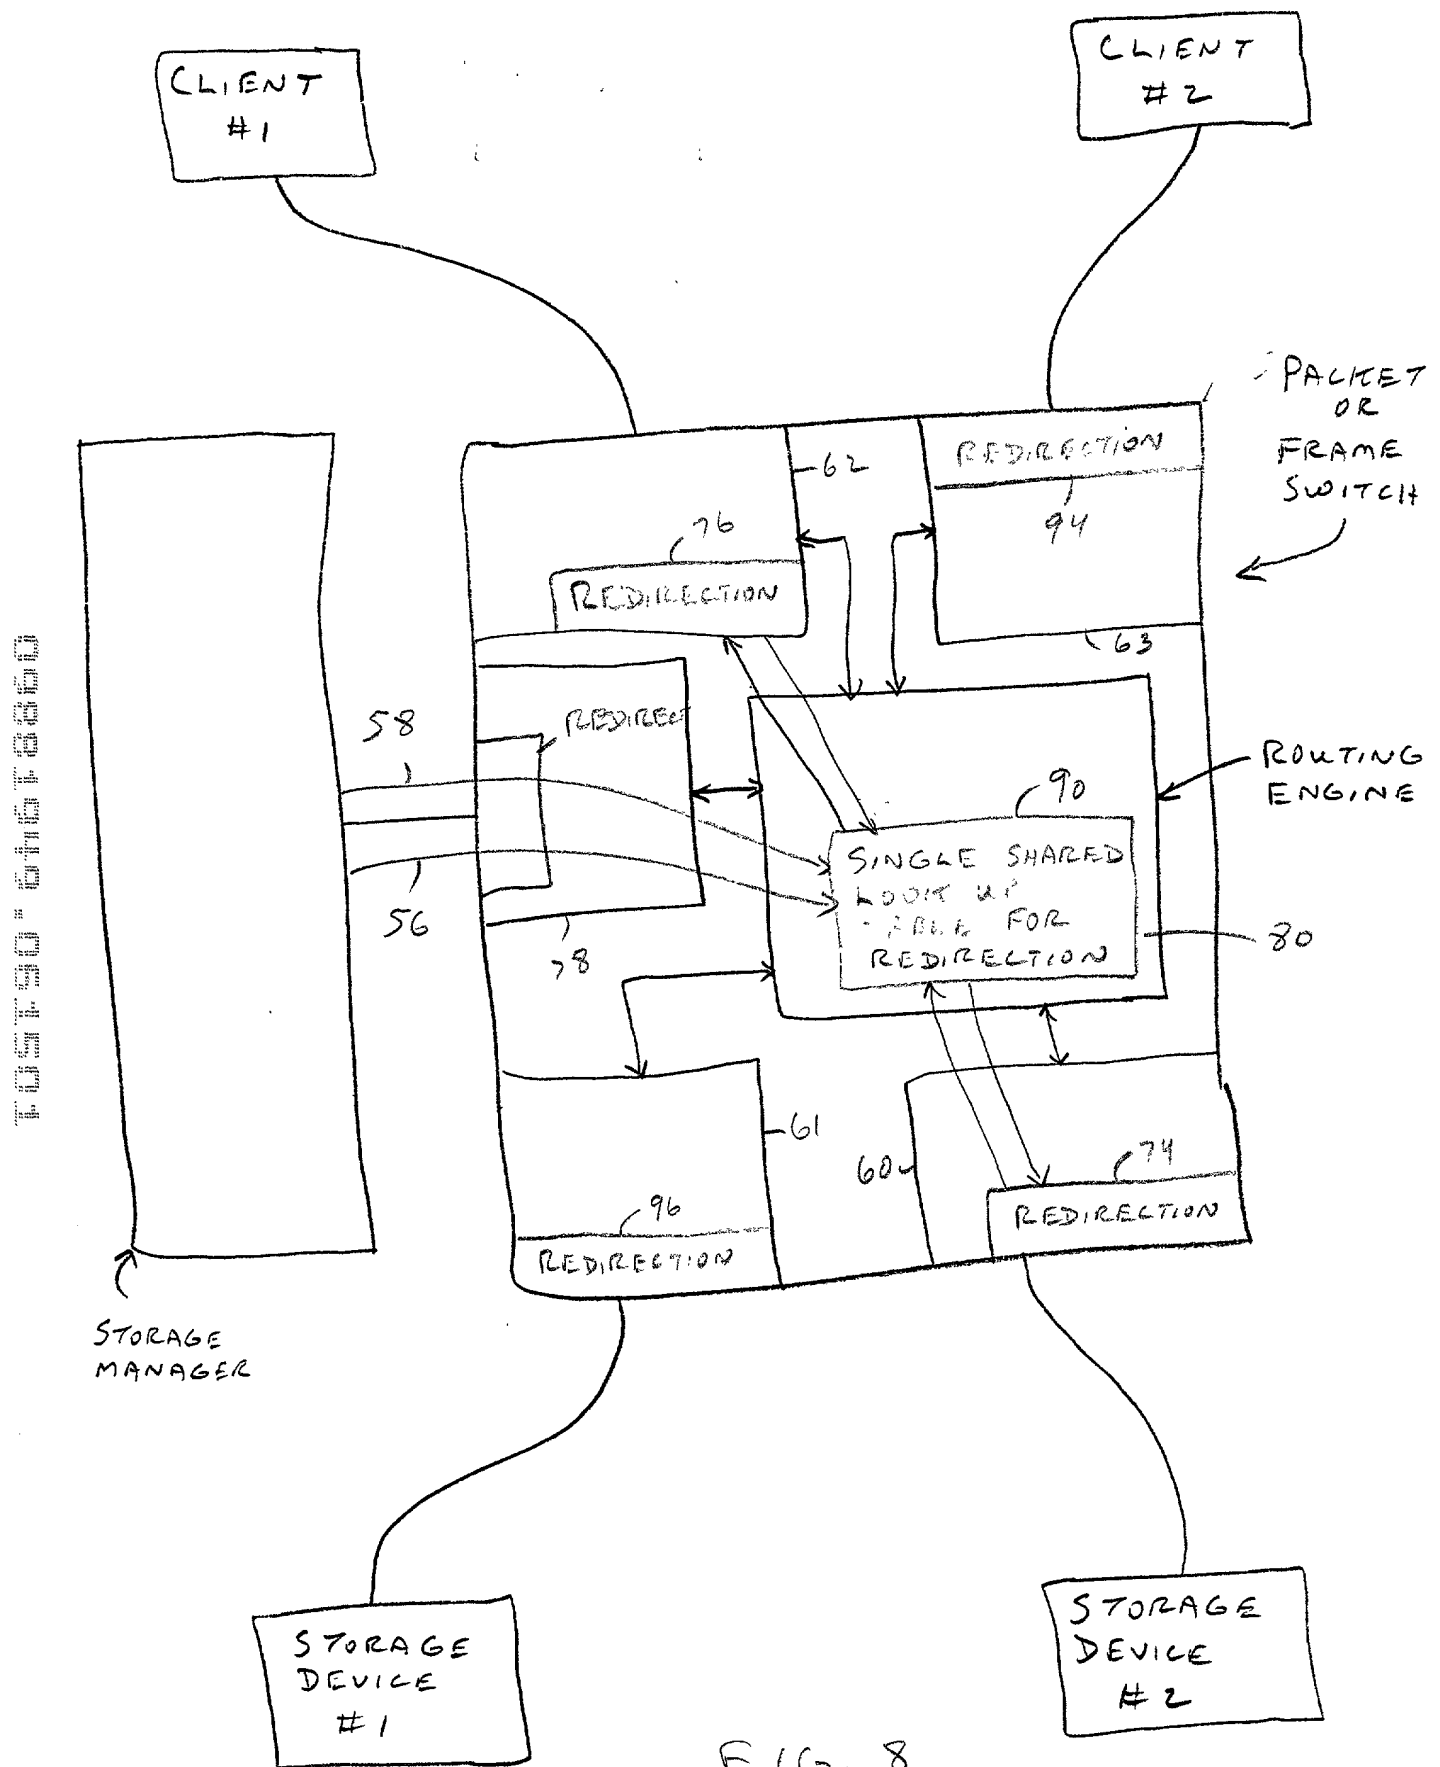 CLIENT
#1
CLIENT
#2
PACKET
OR
FRAME
SWITCH
62
REDIRECTION
94
76
REDIRECTION
63
58
REDIRECT
ROUTING
ENGINE
90
SINGLE SHARED
LOOK UP
TABLE FOR
REDIRECTION
56
78
80
61
60
74
96
REDIRECTION
REDIRECTION
STORAGE
MANAGER
STORAGE
DEVICE
#1
STORAGE
DEVICE
#2
FIG. 8